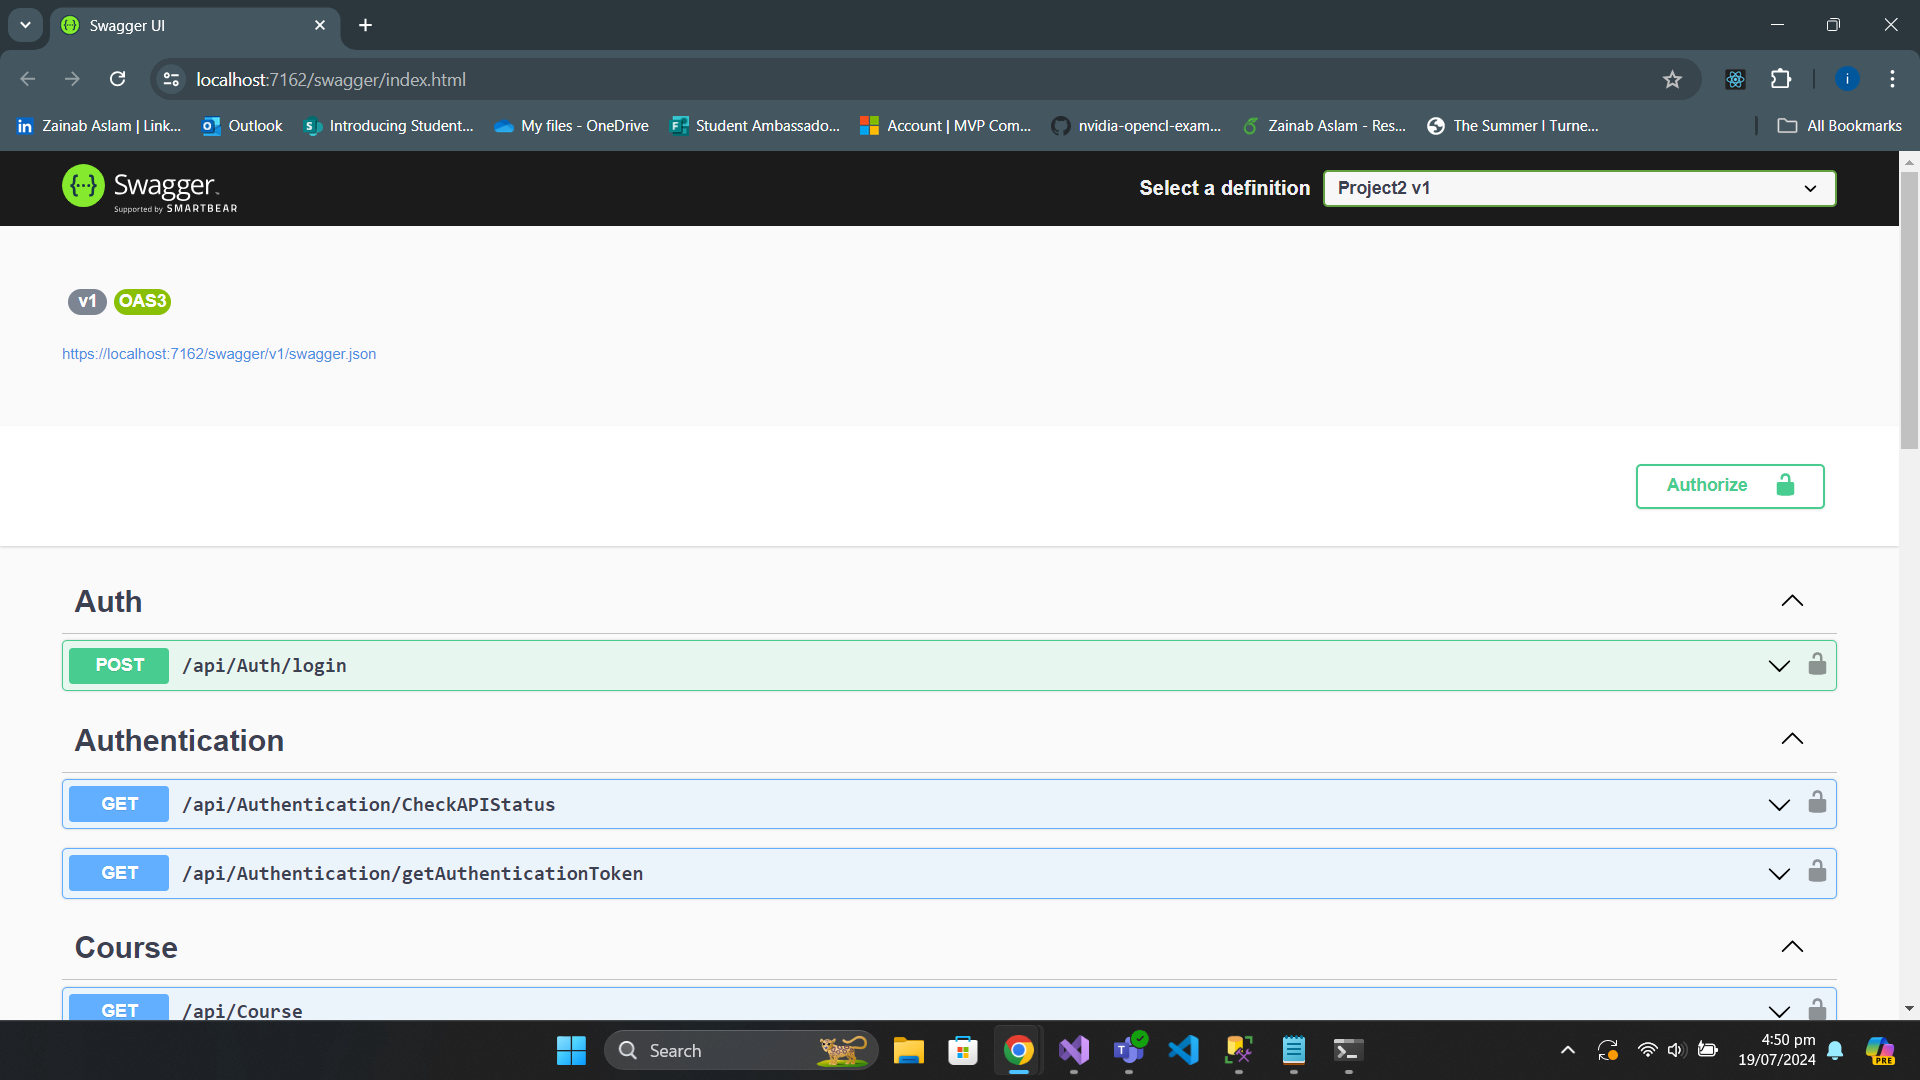 Swagger UI
localhost:7162/swagger/index.html
i
Zainab Aslam | Link...
Outlook
Introducing Student...
My files - OneDrive
Student Ambassado...
Account | MVP Com...
nvidia-opencl-exam...
Zainab Aslam - Res...
The Summer I Turne...
All Bookmarks
Swagger
Supported by SMARTBEAR
Select a definition
Project2 v1
v1
OAS3
https://localhost:7162/swagger/v1/swagger.json
Authorize
Auth
POST /api/Auth/login
Authentication
GET /api/Authentication/CheckAPIStatus
GET /api/Authentication/getAuthenticationToken
Course
GET /api/Course
Search
4:50 pm
19/07/2024
PRE